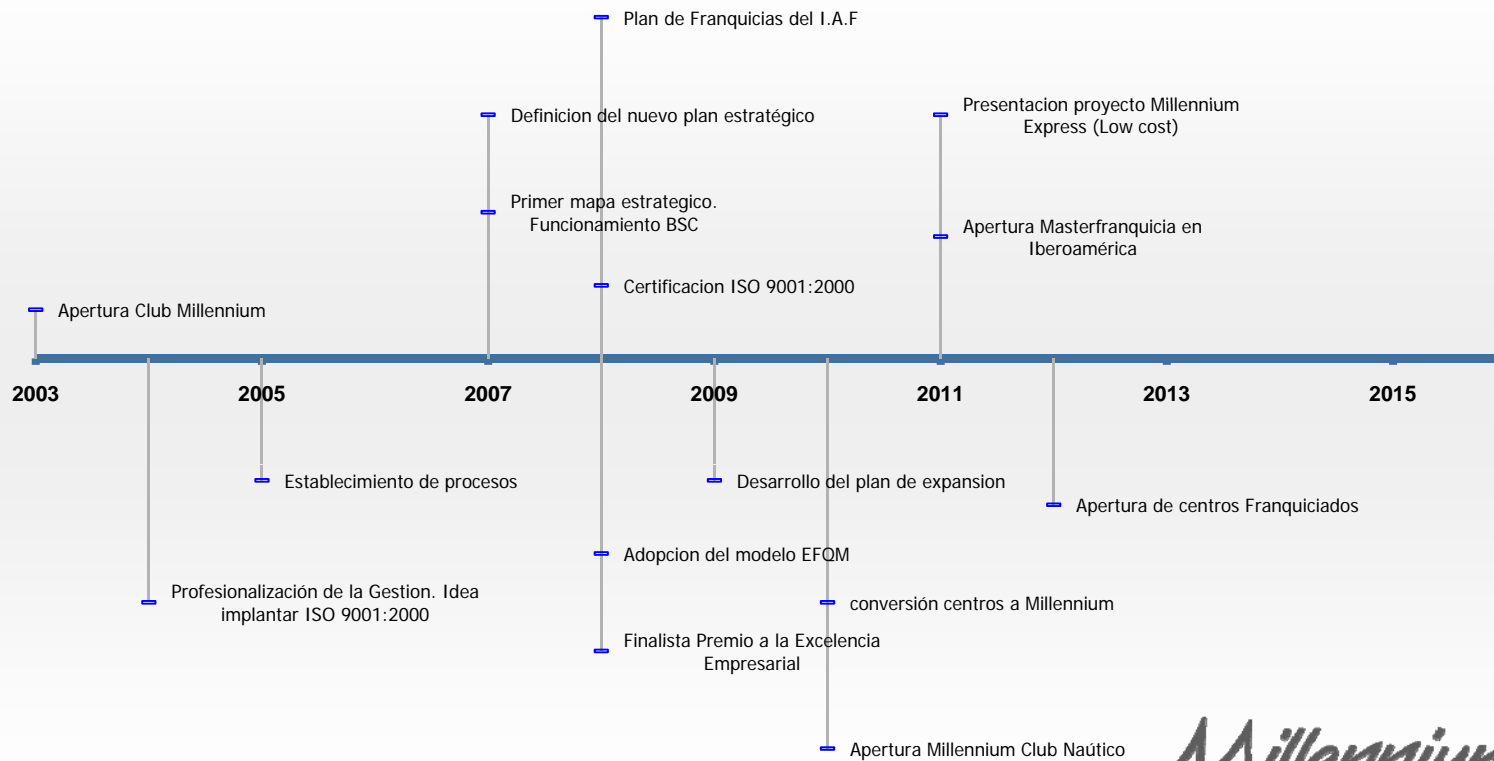 Plan de Franquicias del I.A.F
Definicion del nuevo plan estratégico
Presentacion proyecto Millennium
Express (Low cost)
Primer mapa estrategico.
Funcionamiento BSC
Apertura Masterfranquicia en
Iberoamérica
Certificacion ISO 9001:2000
Apertura Club Millennium
2003
2005
2007
2009
2011
2013
2015
Establecimiento de procesos
Desarrollo del plan de expansion
Apertura de centros Franquiciados
Adopcion del modelo EFQM
Profesionalización de la Gestion. Idea
implantar ISO 9001:2000
conversión centros a Millennium
Finalista Premio a la Excelencia
Empresarial
Apertura Millennium Club Naútico
Millennium